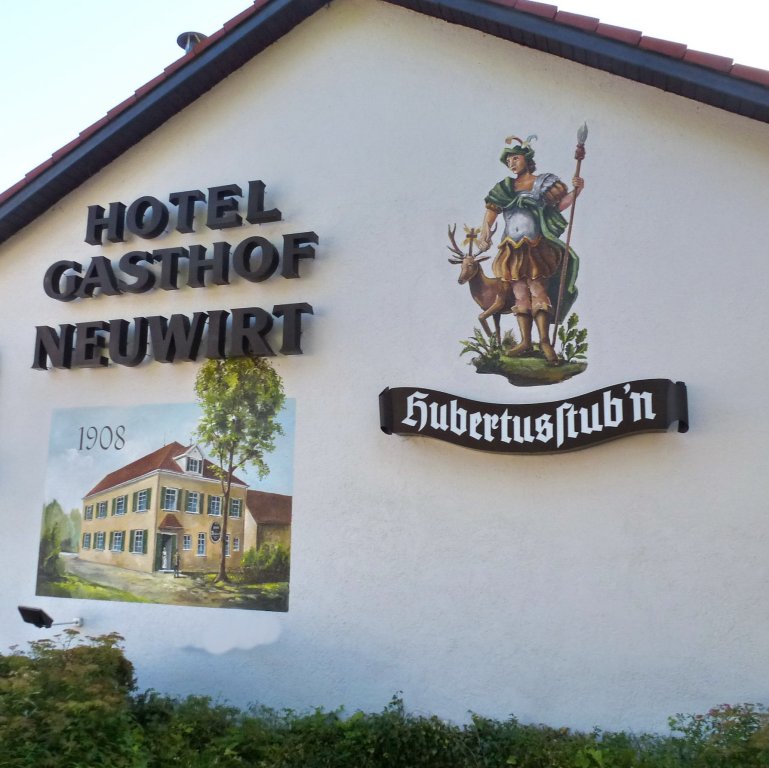 HOTEL
GASTHOF
NEUWIRT
1908
Hubertusſtub'n